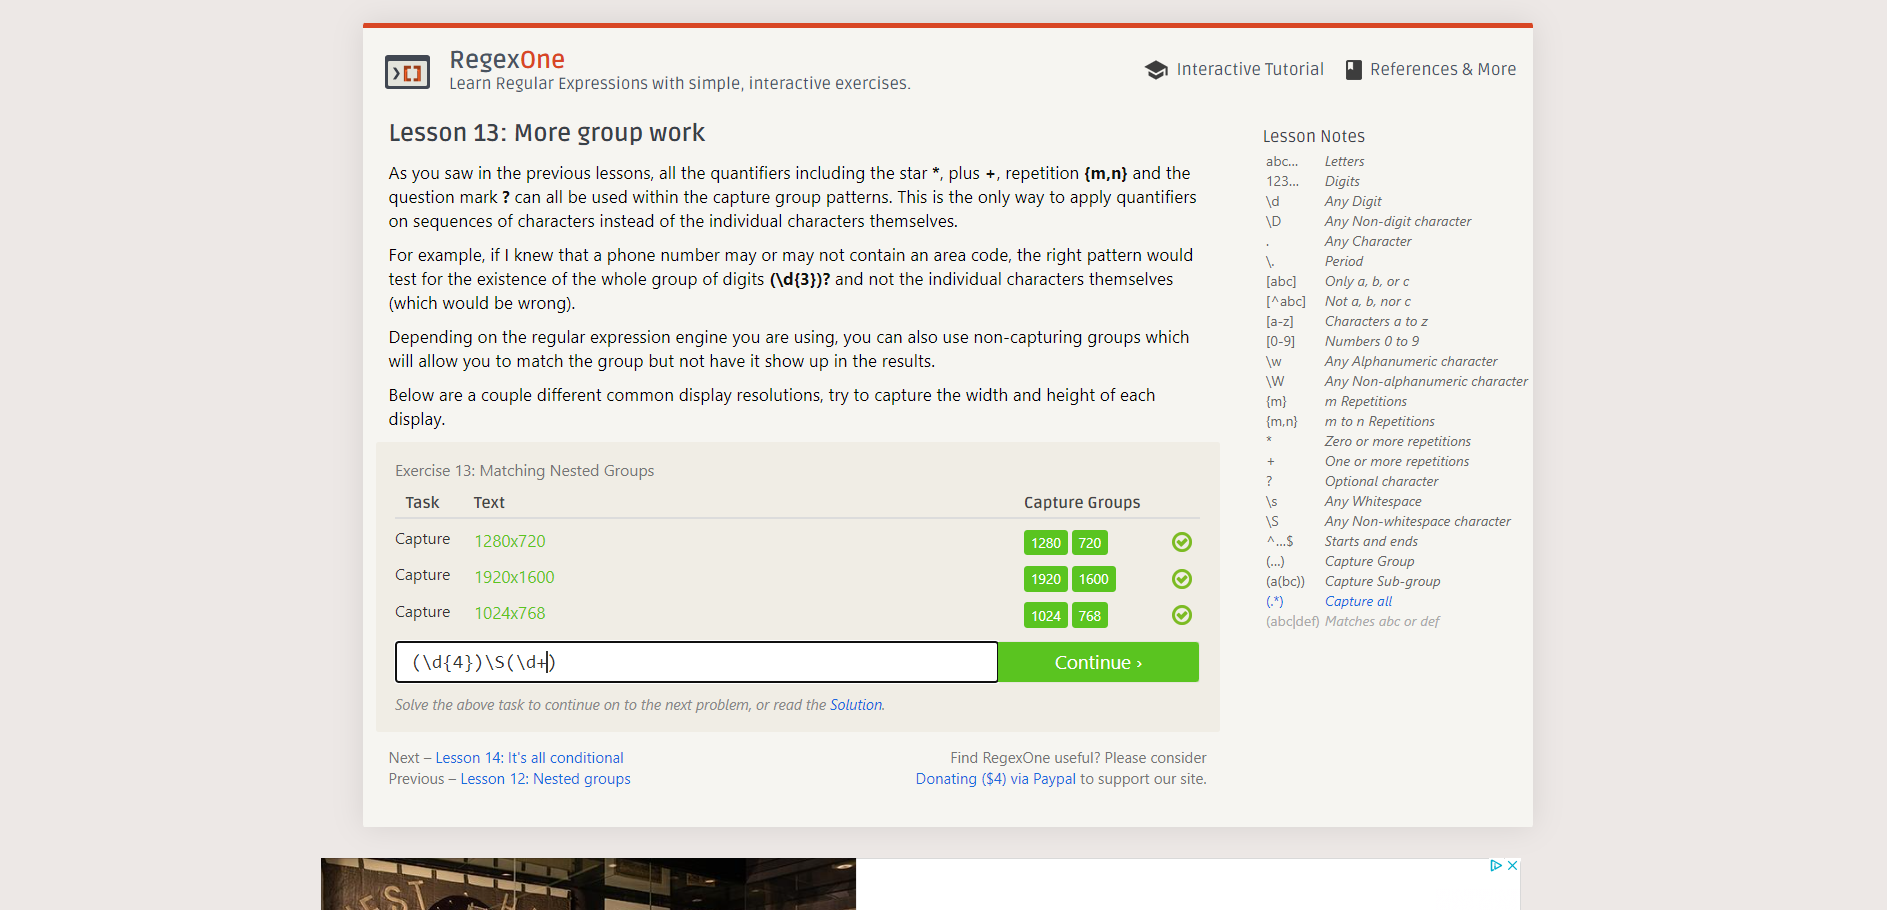 RegexOne
Learn Regular Expressions with simple, interactive exercises.
Interactive Tutorial
References & More
Lesson 13: More group work
As you saw in the previous lessons, all the quantifiers including the star *, plus +, repetition {m,n} and the
question mark ? can all be used within the capture group patterns. This is the only way to apply quantifiers
on sequences of characters instead of the individual characters themselves.
For example, if I knew that a phone number may or may not contain an area code, the right pattern would
test for the existence of the whole group of digits (\d{3})? and not the individual characters themselves
(which would be wrong).
Depending on the regular expression engine you are using, you can also use non-capturing groups which
will allow you to match the group but not have it show up in the results.
Below are a couple different common display resolutions, try to capture the width and height of each
display.
Exercise 13: Matching Nested Groups
Task Text Capture Groups
Capture 1280x720 1280 720
Capture 1920x1600 1920 1600
Capture 1024x768 1024 768
(\d{4})\S(\d+)
Continue ›
Solve the above task to continue on to the next problem, or read the Solution.
Next – Lesson 14: It's all conditional
Previous – Lesson 12: Nested groups
Find RegexOne useful? Please consider
Donating ($4) via Paypal to support our site.
Lesson Notes
abc... Letters
123... Digits
\d Any Digit
\D Any Non-digit character
. Any Character
\. Period
[abc] Only a, b, or c
[^abc] Not a, b, nor c
[a-z] Characters a to z
[0-9] Numbers 0 to 9
\w Any Alphanumeric character
\W Any Non-alphanumeric character
{m} m Repetitions
{m,n} m to n Repetitions
* Zero or more repetitions
+ One or more repetitions
? Optional character
\s Any Whitespace
\S Any Non-whitespace character
^...$ Starts and ends
(...) Capture Group
(a(bc)) Capture Sub-group
(.*) Capture all
(abc|def) Matches abc or def